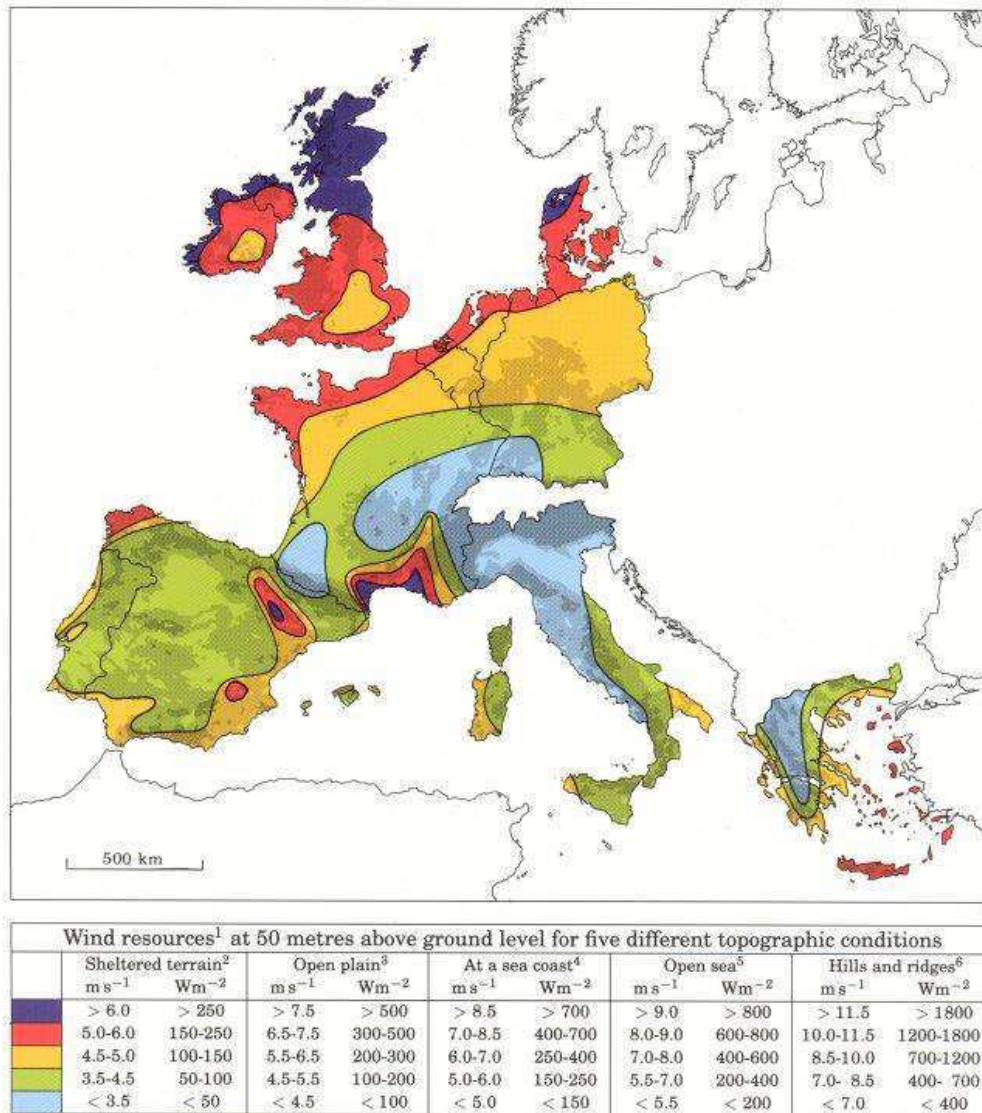 500 km
Wind resources¹ at 50 metres above ground level for five different topographic conditions
Sheltered terrain² Open plain³ At a sea coast⁴ Open sea⁵ Hills and ridges⁶
m s⁻¹ Wm⁻² m s⁻¹ Wm⁻² m s⁻¹ Wm⁻² m s⁻¹ Wm⁻² m s⁻¹ Wm⁻²
> 6.0 > 250 > 7.5 > 500 > 8.5 > 700 > 9.0 > 800 > 11.5 > 1800
5.0-6.0 150-250 6.5-7.5 300-500 7.0-8.5 400-700 8.0-9.0 600-800 10.0-11.5 1200-1800
4.5-5.0 100-150 5.5-6.5 200-300 6.0-7.0 250-400 7.0-8.0 400-600 8.5-10.0 700-1200
3.5-4.5 50-100 4.5-5.5 100-200 5.0-6.0 150-250 5.5-7.0 200-400 7.0- 8.5 400- 700
< 3.5 < 50 < 4.5 < 100 < 5.0 < 150 < 5.5 < 200 < 7.0 < 400